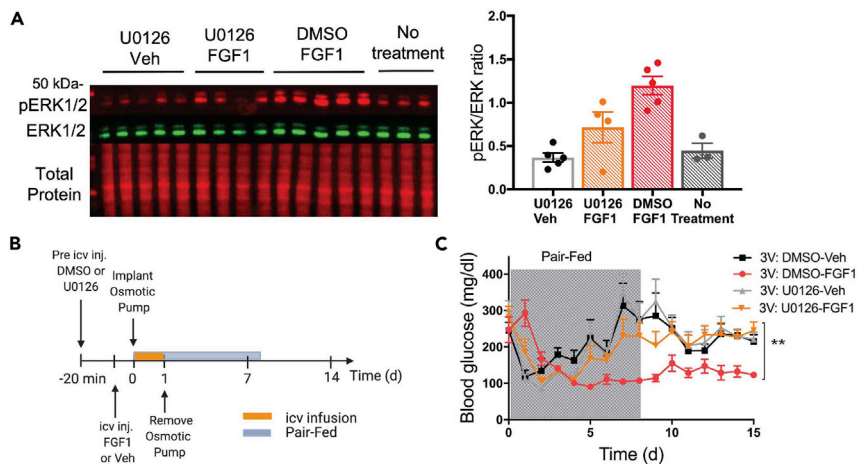 A
U0126
Veh
U0126
FGF1
DMSO
FGF1
No
treatment
50 kDa-
pERK1/2
ERK1/2
Total
Protein
pERK/ERK ratio
2.0
1.5
1.0
0.5
0.0
U0126
Veh
U0126
FGF1
DMSO
FGF1
No
Treatment
B
Pre icv inj.
DMSO or
U0126
Implant
Osmotic
Pump
-20 min
0
1
7
14
Time (d)
icv inj.
FGF1
or Veh
Remove
Osmotic
Pump
icv infusion
Pair-Fed
C
Pair-Fed
Blood glucose (mg/dl)
400
300
200
100
0
0
5
10
15
Time (d)
3V: DMSO-Veh
3V: DMSO-FGF1
3V: U0126-Veh
3V: U0126-FGF1
**